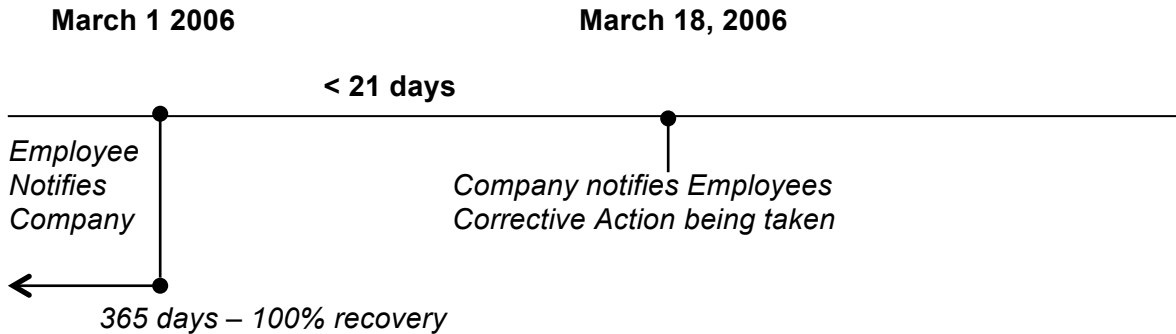 March 1 2006
March 18, 2006
< 21 days
Employee
Notifies
Company
Company notifies Employees
Corrective Action being taken
365 days – 100% recovery